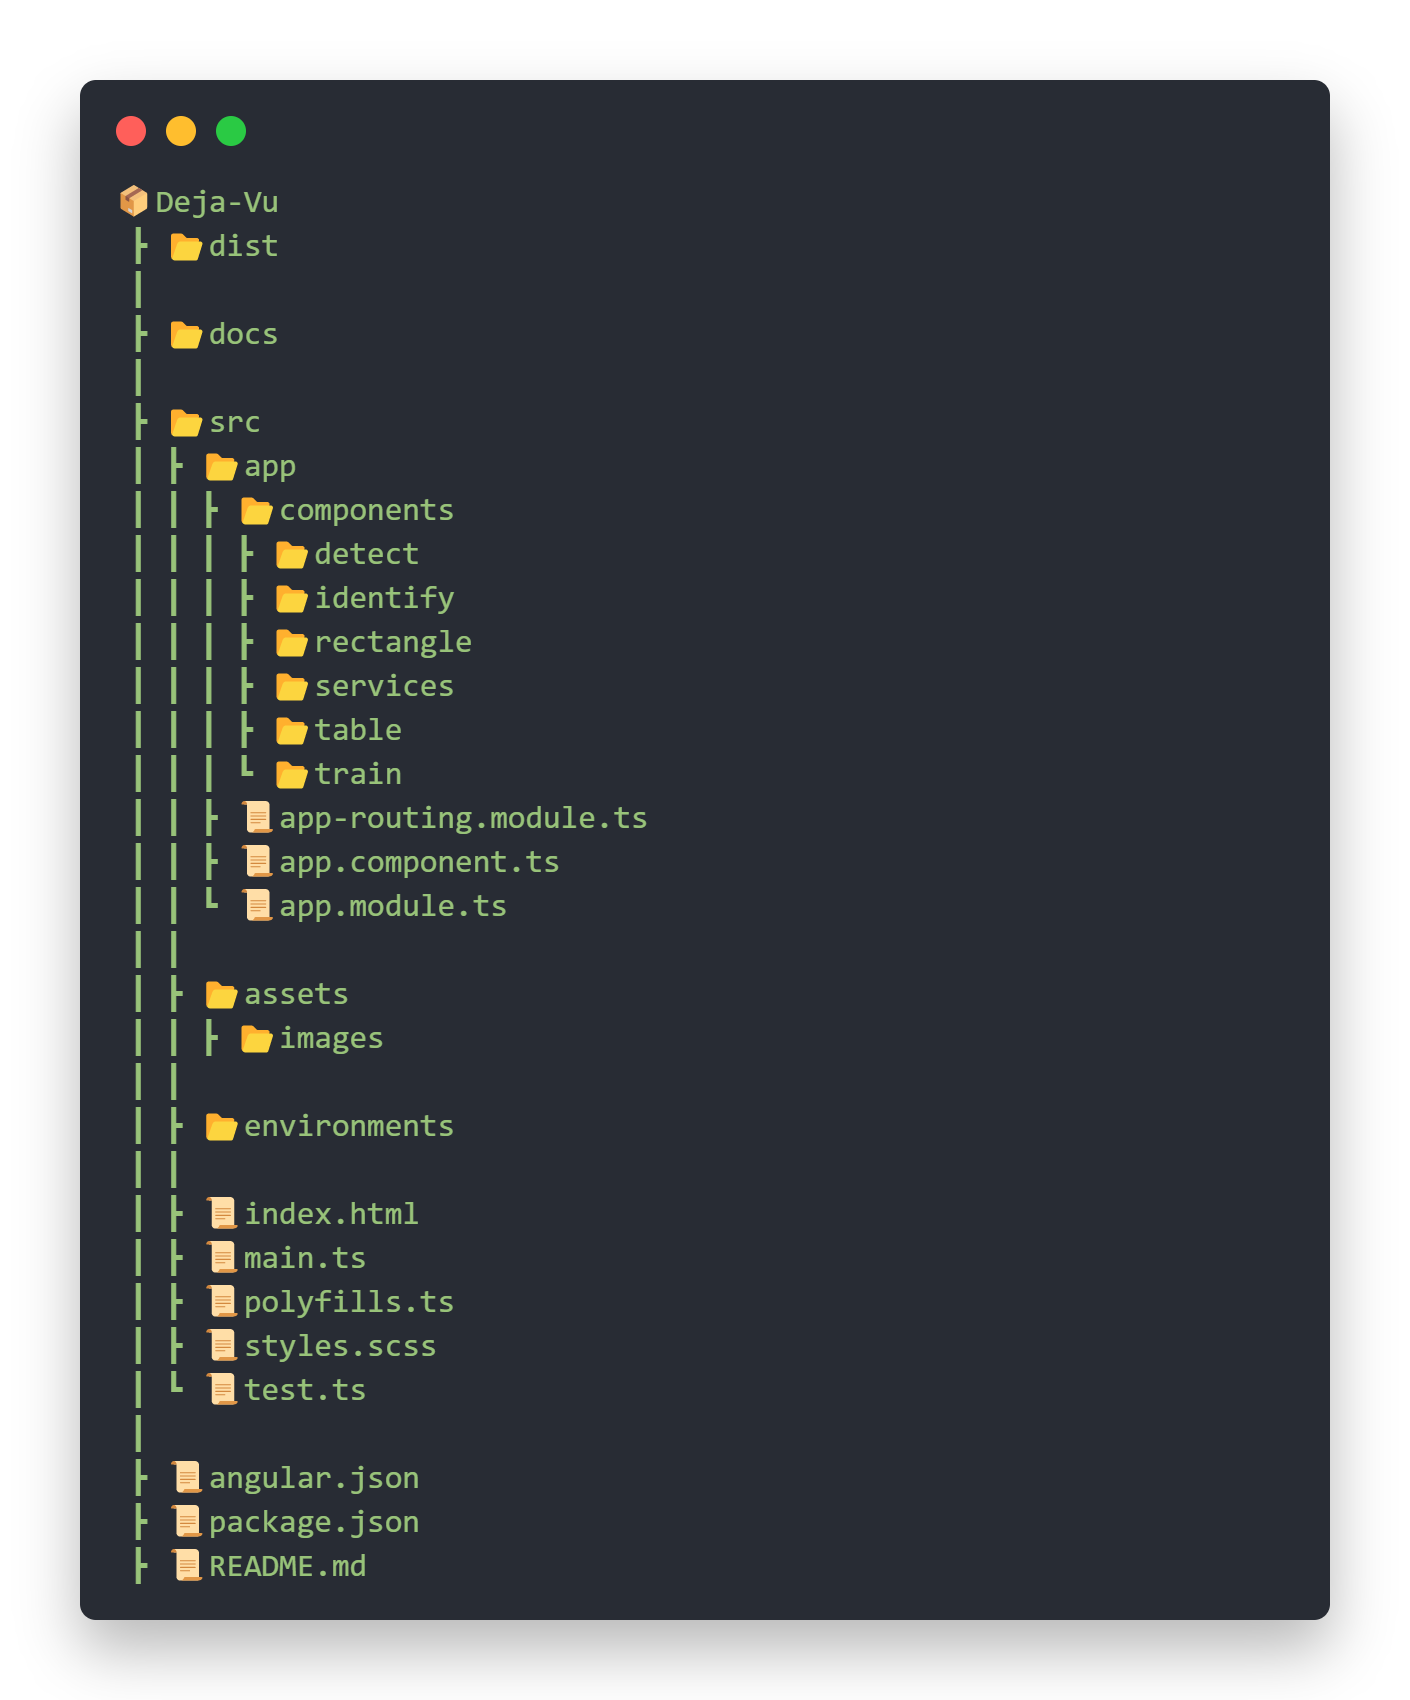 Deja-Vu
dist
docs
src
app
components
detect
identify
rectangle
services
table
train
app-routing.module.ts
app.component.ts
app.module.ts
assets
images
environments
index.html
main.ts
polyfills.ts
styles.scss
test.ts
angular.json
package.json
README.md